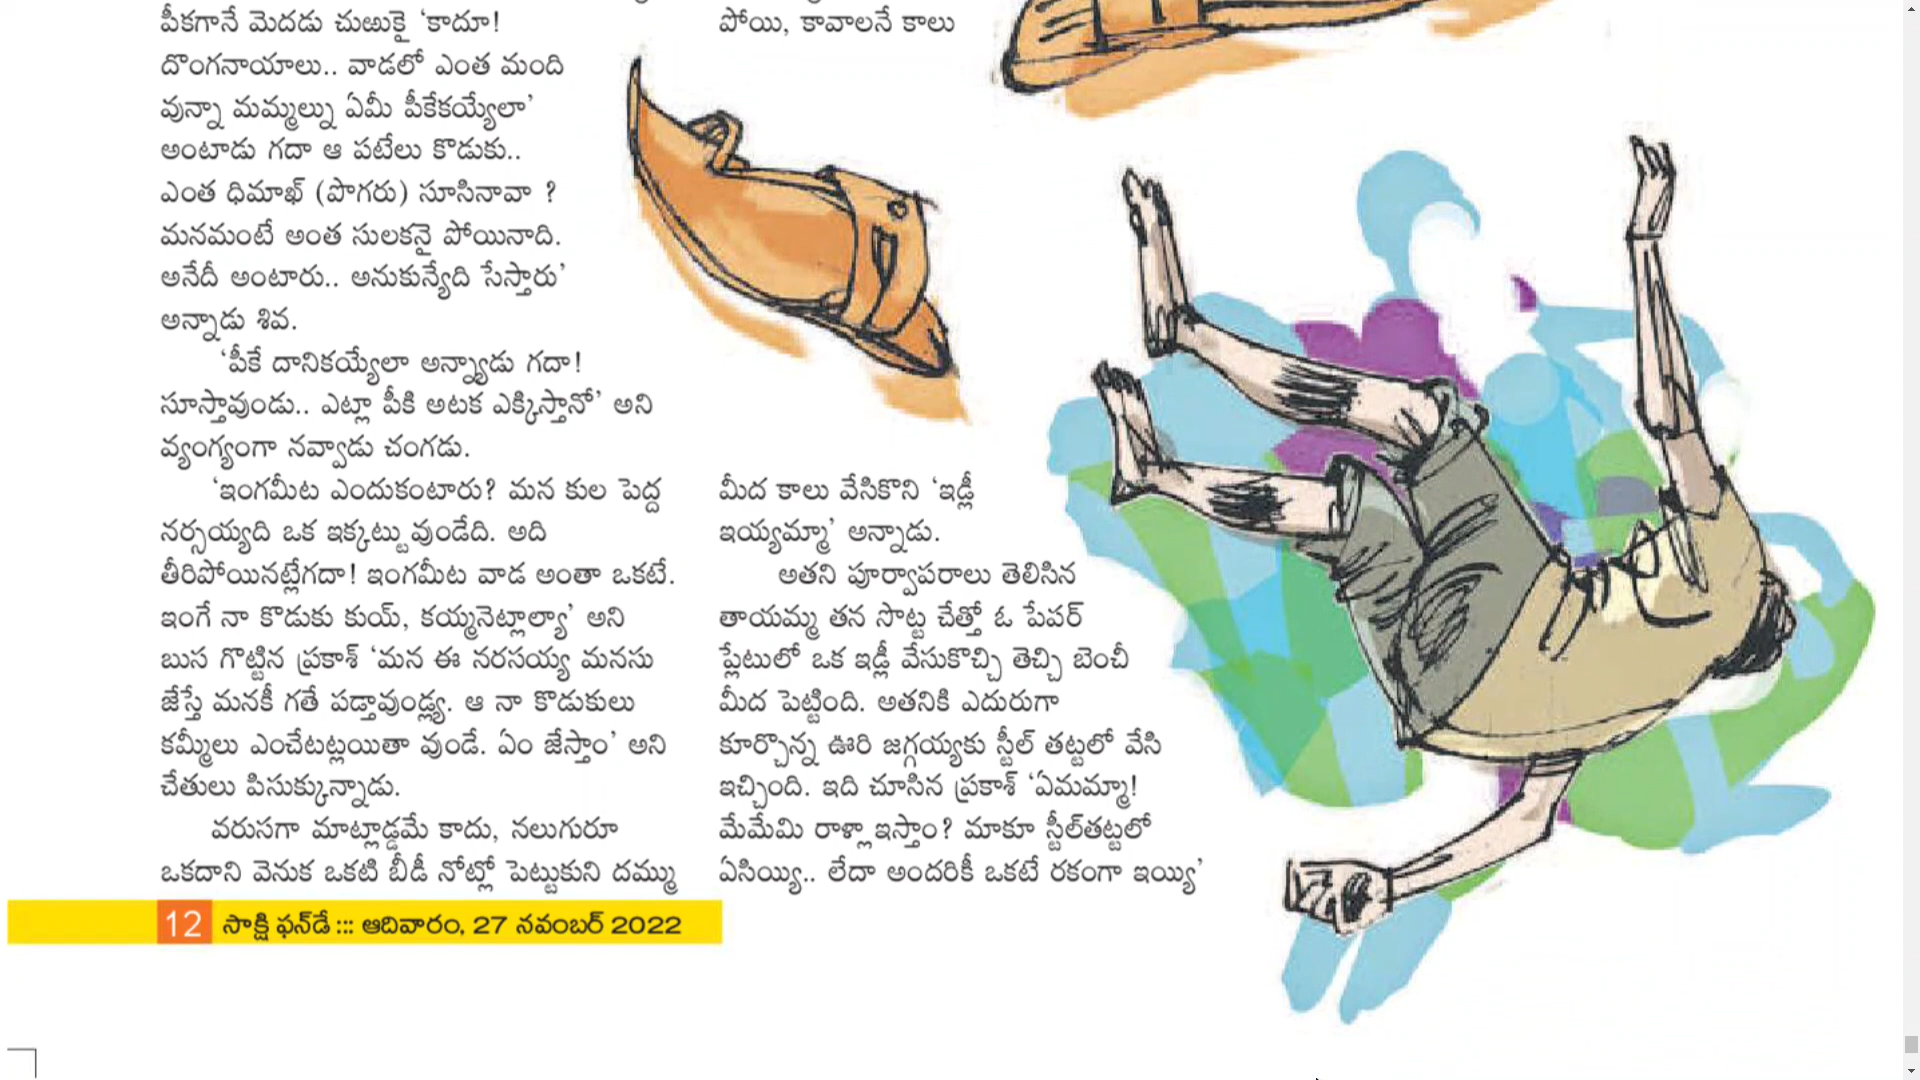 పీకగానే మెదడు చుఱుకై ‘కాదూ!
దొంగనాయాలు.. వాడలో ఎంత మంది
వున్నా మమ్మల్ను ఏమీ పీకేకయ్యేలా’
అంటాడు గదా ఆ పటేలు కొడుకు..
ఎంత ధిమాఖ్ (పొగరు) సూసినావా ?
మనమంటే అంత సులకనై పోయినాది.
అనేదీ అంటారు.. అనుకున్యేది సేస్తారు’
అన్నాడు శివ.
‘పీకే దానికయ్యేలా అన్న్యాడు గదా!
సూస్తావుండు.. ఎట్లా పీకి అటక ఎక్కిస్తానో’ అని
వ్యంగ్యంగా నవ్వాడు చంగడు.
‘ఇంగమీట ఎందుకంటారు? మన కుల పెద్ద
నర్సయ్యది ఒక ఇక్కట్టువుండేది. అది
తీరిపోయినట్లేగదా! ఇంగమీట వాడ అంతా ఒకటే.
ఇంగే నా కొడుకు కుయ్, కయ్మనెట్లాల్యా’ అని
బుస గొట్టిన ప్రకాశ్ ‘మన ఈ నరసయ్య మనసు
జేస్తే మనకీ గతే పడ్తావుండ్ల్య. ఆ నా కొడుకులు
కమ్మీలు ఎంచేటట్లయితా వుండే. ఏం జేస్తాం’ అని
చేతులు పిసుక్కున్నాడు.
వరుసగా మాట్లాడ్డమే కాదు, నలుగురూ
ఒకదాని వెనుక ఒకటి బీడీ నోట్లో పెట్టుకుని దమ్ము
పోయి, కావాలనే కాలు
మీద కాలు వేసికొని ‘ఇడ్లీ
ఇయ్యమ్మా’ అన్నాడు.
అతని పూర్వాపరాలు తెలిసిన
తాయమ్మ తన సొట్ట చేత్తో ఓ పేపర్
ప్లేటులో ఒక ఇడ్లీ వేసుకొచ్చి తెచ్చి బెంచీ
మీద పెట్టింది. అతనికి ఎదురుగా
కూర్చొన్న ఊరి జగ్గయ్యకు స్టీల్ తట్టలో వేసి
ఇచ్చింది. ఇది చూసిన ప్రకాశ్ ‘ఏమమ్మా!
మేమేమి రాళ్లాఇస్తాం? మాకూ స్టీల్‌తట్టలో
ఏసియ్యి.. లేదా అందరికీ ఒకటే రకంగా ఇయ్యి’
12 సాక్షి ఫన్‌డే ::: ఆదివారం, 27 నవంబర్ 2022